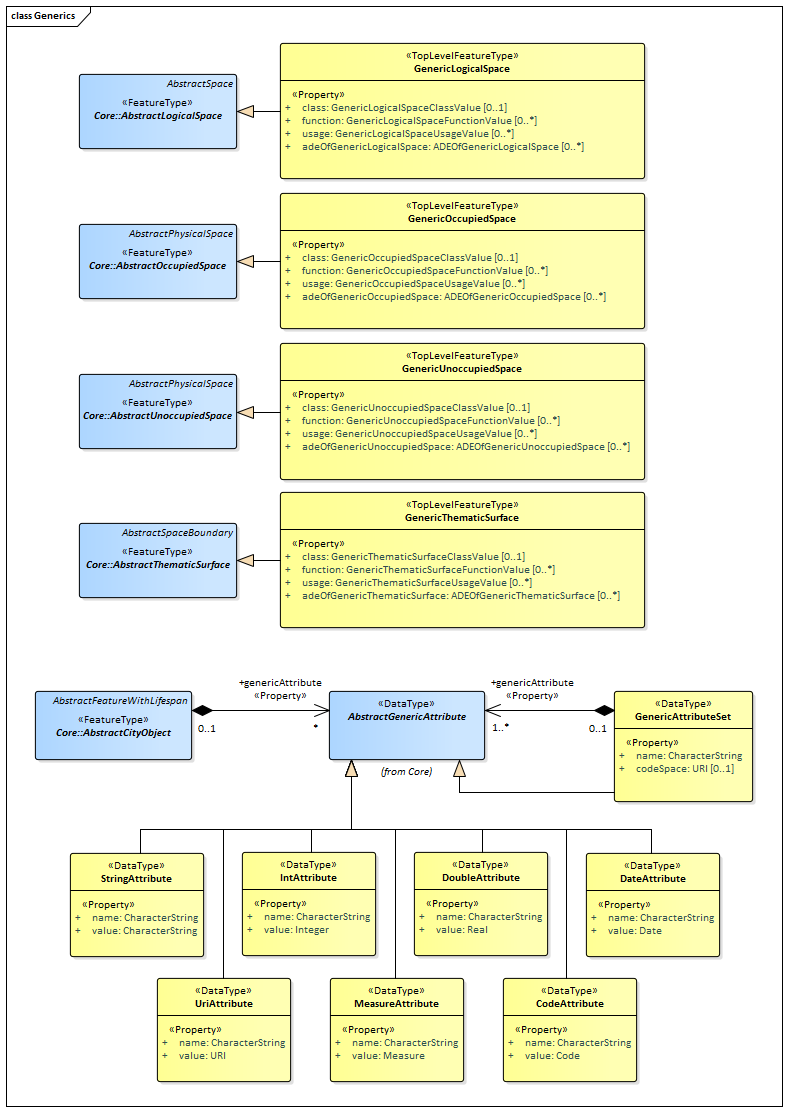 class Generics
AbstractSpace
«FeatureType»
Core::AbstractLogicalSpace
«TopLevelFeatureType»
GenericLogicalSpace
«Property»
+ class: GenericLogicalSpaceClassValue [0..1]
+ function: GenericLogicalSpaceFunctionValue [0..*]
+ usage: GenericLogicalSpaceUsageValue [0..*]
+ adeOfGenericLogicalSpace: ADEOfGenericLogicalSpace [0..*]
AbstractPhysicalSpace
«FeatureType»
Core::AbstractOccupiedSpace
«TopLevelFeatureType»
GenericOccupiedSpace
«Property»
+ class: GenericOccupiedSpaceClassValue [0..1]
+ function: GenericOccupiedSpaceFunctionValue [0..*]
+ usage: GenericOccupiedSpaceUsageValue [0..*]
+ adeOfGenericOccupiedSpace: ADEOfGenericOccupiedSpace [0..*]
AbstractPhysicalSpace
«FeatureType»
Core::AbstractUnoccupiedSpace
«TopLevelFeatureType»
GenericUnoccupiedSpace
«Property»
+ class: GenericUnoccupiedSpaceClassValue [0..1]
+ function: GenericUnoccupiedSpaceFunctionValue [0..*]
+ usage: GenericUnoccupiedSpaceUsageValue [0..*]
+ adeOfGenericUnoccupiedSpace: ADEOfGenericUnoccupiedSpace [0..*]
AbstractSpaceBoundary
«FeatureType»
Core::AbstractThematicSurface
«TopLevelFeatureType»
GenericThematicSurface
«Property»
+ class: GenericThematicSurfaceClassValue [0..1]
+ function: GenericThematicSurfaceFunctionValue [0..*]
+ usage: GenericThematicSurfaceUsageValue [0..*]
+ adeOfGenericThematicSurface: ADEOfGenericThematicSurface [0..*]
AbstractFeatureWithLifespan
«FeatureType»
Core::AbstractCityObject
+genericAttribute
«Property»
0..1
*
«DataType»
AbstractGenericAttribute
(from Core)
+genericAttribute
«Property»
1..*
0..1
«DataType»
GenericAttributeSet
«Property»
+ name: CharacterString
+ codeSpace: URI [0..1]
«DataType»
StringAttribute
«Property»
+ name: CharacterString
+ value: CharacterString
«DataType»
IntAttribute
«Property»
+ name: CharacterString
+ value: Integer
«DataType»
DoubleAttribute
«Property»
+ name: CharacterString
+ value: Real
«DataType»
DateAttribute
«Property»
+ name: CharacterString
+ value: Date
«DataType»
UriAttribute
«Property»
+ name: CharacterString
+ value: URI
«DataType»
MeasureAttribute
«Property»
+ name: CharacterString
+ value: Measure
«DataType»
CodeAttribute
«Property»
+ name: CharacterString
+ value: Code